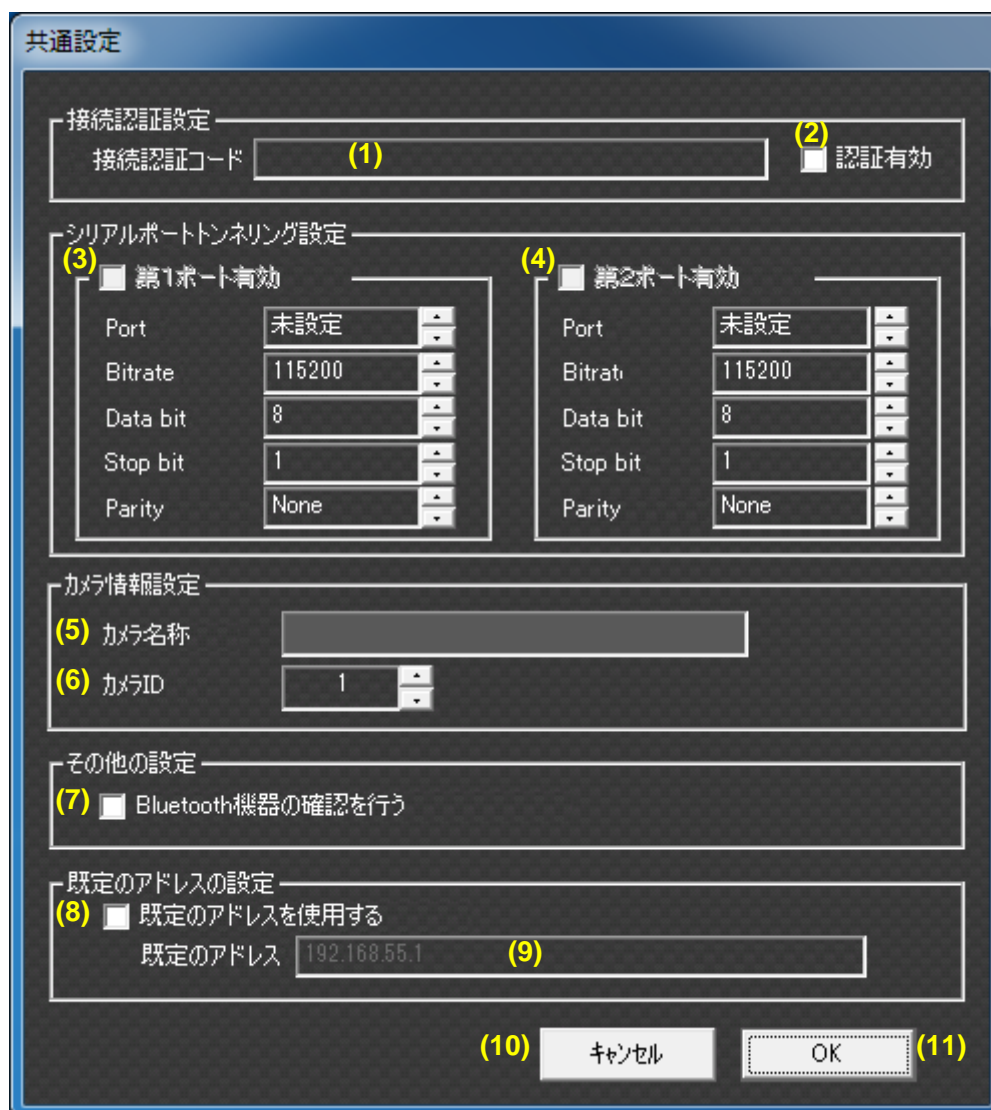 共通設定
接続認証設定
接続認証コード (1) (2) 認証有効
シリアルポートトンネリング設定
(3) 第1ポート有効 (4) 第2ポート有効
Port 未設定 Port 未設定
Bitrate 115200 Bitrat 115200
Data bit 8 Data bit 8
Stop bit 1 Stop bit 1
Parity None Parity None
カメラ情報設定
(5) カメラ名称
(6) カメラID 1
その他の設定
(7) Bluetooth機器の確認を行う
既定のアドレスの設定
(8) 既定のアドレスを使用する
既定のアドレス 192.168.55.1 (9)
(10) キャンセル OK (11)